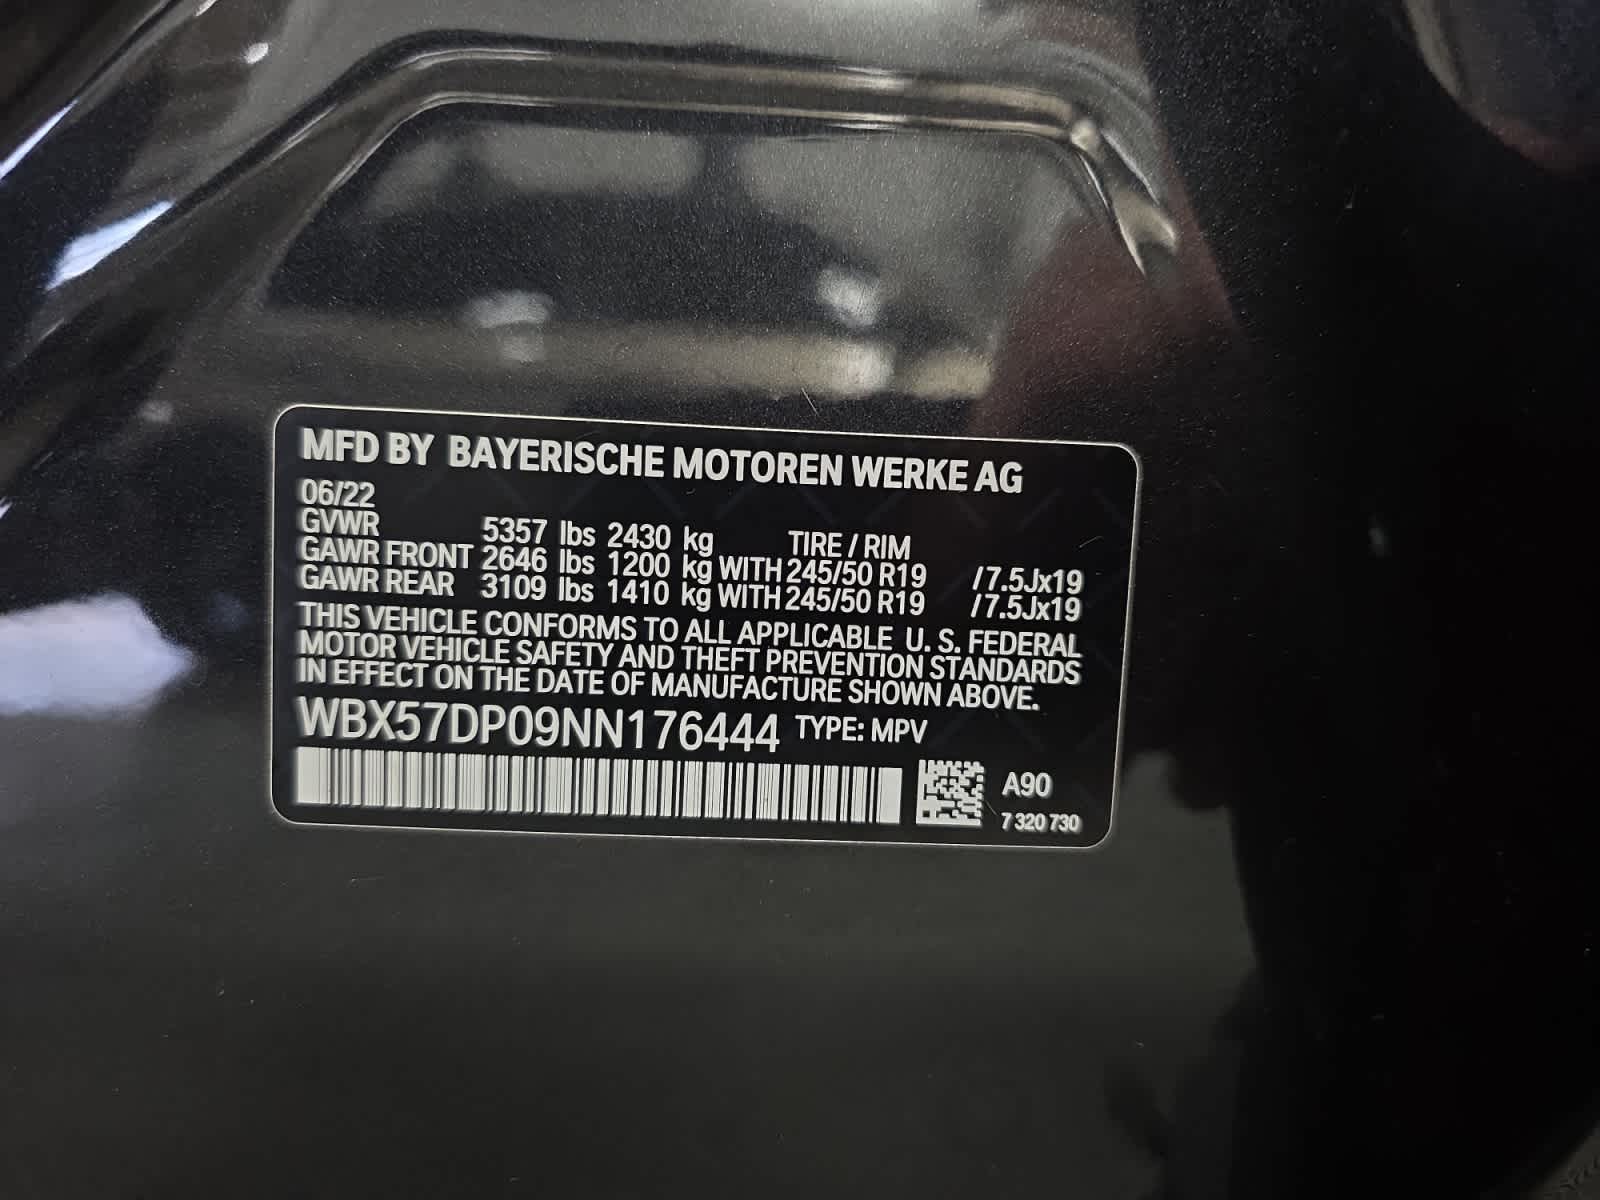 MFD BY BAYERISCHE MOTOREN WERKE AG
06/22
GVWR 5357 lbs 2430 kg TIRE / RIM
GAWR FRONT 2646 lbs 1200 kg WITH 245/50 R19 / 7.5Jx19
GAWR REAR 3109 lbs 1410 kg WITH 245/50 R19 / 7.5Jx19
THIS VEHICLE CONFORMS TO ALL APPLICABLE U. S. FEDERAL
MOTOR VEHICLE SAFETY AND THEFT PREVENTION STANDARDS
IN EFFECT ON THE DATE OF MANUFACTURE SHOWN ABOVE.
WBX57DP09NN176444 TYPE: MPV
A90
7 320 730